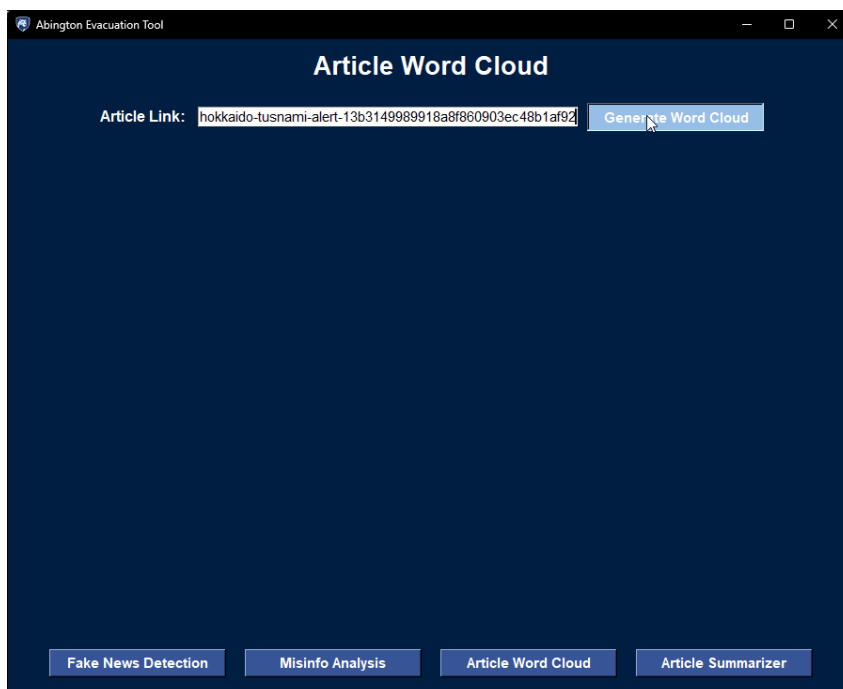 Abington Evacuation Tool
Article Word Cloud
Article Link: hokkaido-tusnami-alert-13b3149989918a8f860903ec48b1af92 Generate Word Cloud
Fake News Detection Misinfo Analysis Article Word Cloud Article Summarizer